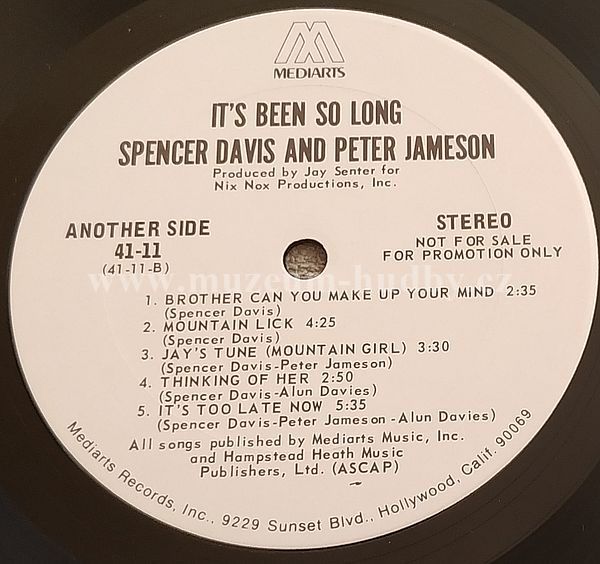 MEDIARTS
IT'S BEEN SO LONG
SPENCER DAVIS AND PETER JAMESON
Produced by Jay Senter for
Nix Nox Productions, Inc.
ANOTHER SIDE
41-11
(41-11-B)
STEREO
NOT FOR SALE
FOR PROMOTION ONLY
www.muzeum-hudby.cz
1. BROTHER CAN YOU MAKE UP YOUR MIND 2:35
(Spencer Davis)
2. MOUNTAIN LICK 4:25
(Spencer Davis)
3. JAY'S TUNE (MOUNTAIN GIRL) 3:30
(Spencer Davis-Peter Jameson)
4. THINKING OF HER 2:50
(Spencer Davis-Alun Davies)
5. IT'S TOO LATE NOW 5:35
(Spencer Davis-Peter Jameson-Alun Davies)
All songs published by Mediarts Music, Inc.
and Hampstead Heath Music
Publishers, Ltd. (ASCAP)
Mediarts Records, Inc., 9229 Sunset Blvd., Hollywood, Calif. 90069